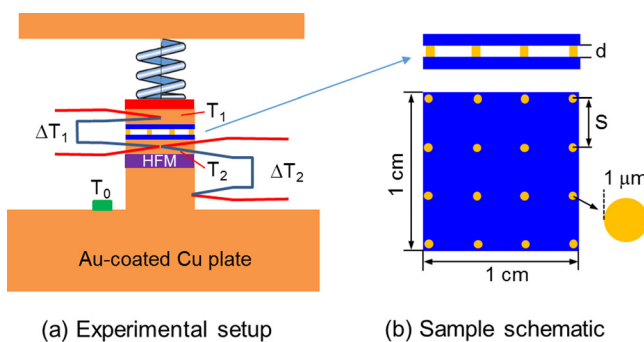 T1
ΔT1
HFM
T2
ΔT2
T0
Au-coated Cu plate
(a) Experimental setup
d
S
1 cm
1 μm
1 cm
(b) Sample schematic